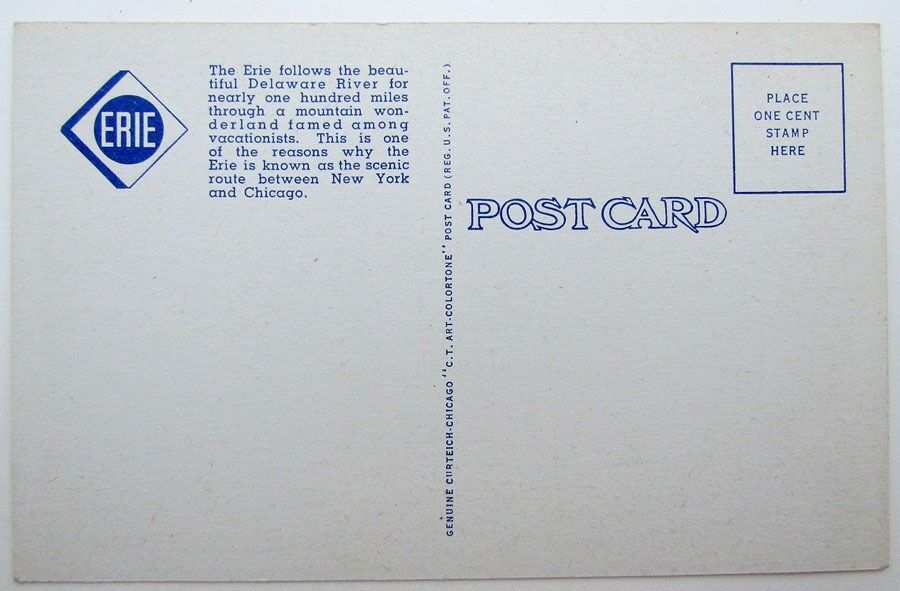 ERIE
The Erie follows the beau-
tiful Delaware River for
nearly one hundred miles
through a mountain won-
derland famed among
vacationists. This is one
of the reasons why the
Erie is known as the scenic
route between New York
and Chicago.
GENUINE CURTEICH-CHICAGO "C.T. ART-COLORTONE" POST CARD (REG. U.S. PAT. OFF.)
POST CARD
PLACE
ONE CENT
STAMP
HERE